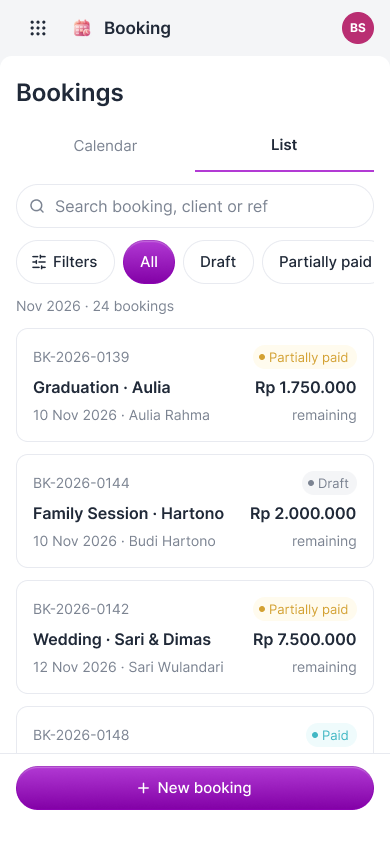 Booking
BS
Bookings
Calendar
List
Search booking, client or ref
Filters
All
Draft
Partially paid
Nov 2026 · 24 bookings
BK-2026-0139
Partially paid
Graduation · Aulia
Rp 1.750.000
10 Nov 2026 · Aulia Rahma
remaining
BK-2026-0144
Draft
Family Session · Hartono
Rp 2.000.000
10 Nov 2026 · Budi Hartono
remaining
BK-2026-0142
Partially paid
Wedding · Sari & Dimas
Rp 7.500.000
12 Nov 2026 · Sari Wulandari
remaining
BK-2026-0148
Paid
+ New booking